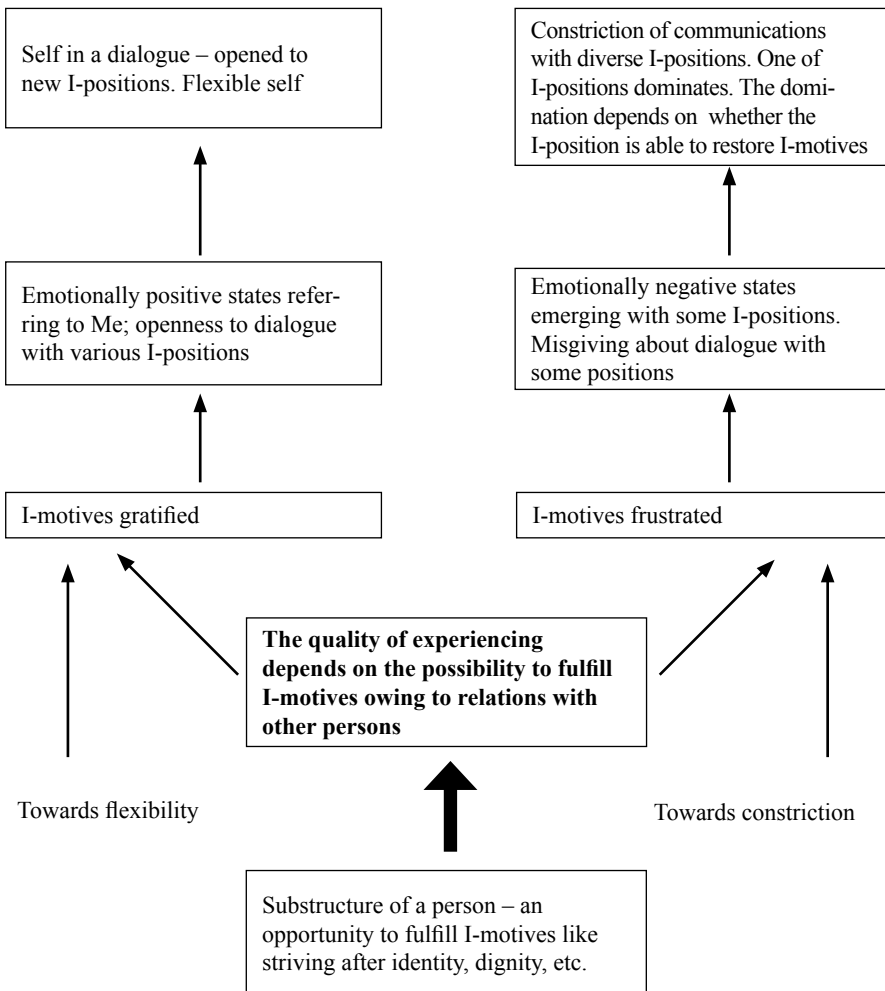 Self in a dialogue – opened to
new I-positions. Flexible self
Constriction of communications
with diverse I-positions. One of
I-positions dominates. The domi-
nation depends on whether the
I-position is able to restore I-motives
Emotionally positive states refer-
ring to Me; openness to dialogue
with various I-positions
Emotionally negative states
emerging with some I-positions.
Misgiving about dialogue with
some positions
I-motives gratified
I-motives frustrated
The quality of experiencing
depends on the possibility to fulfill
I-motives owing to relations with
other persons
Towards flexibility
Towards constriction
Substructure of a person – an
opportunity to fulfill I-motives like
striving after identity, dignity, etc.